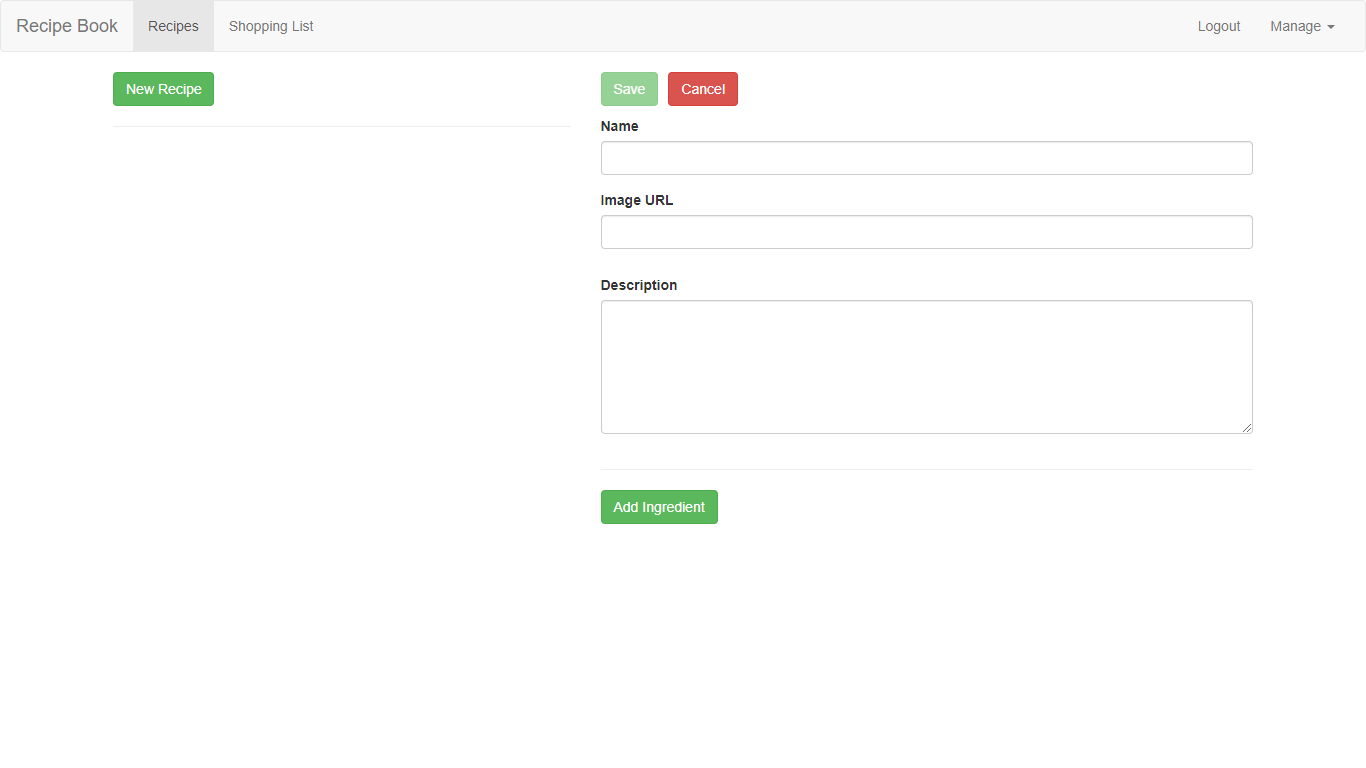 Recipe Book Recipes Shopping List Logout Manage
New Recipe
Save Cancel
Name
Image URL
Description
Add Ingredient